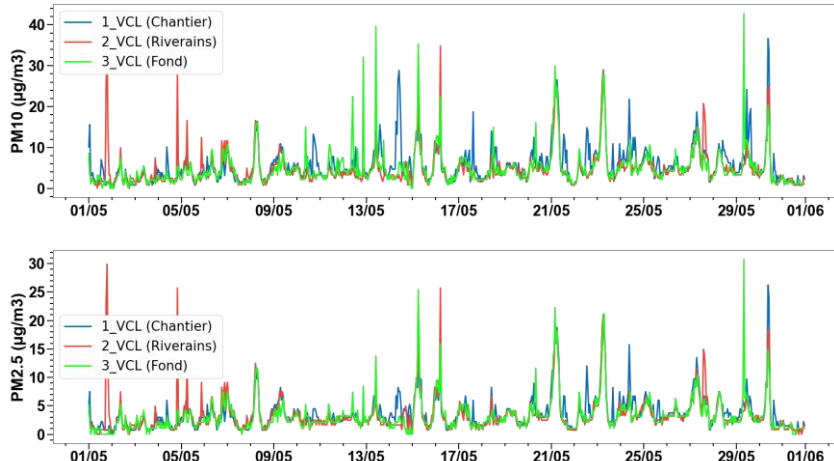 PM10 (µg/m3)
40
30
20
10
0
1_VCL (Chantier)
2_VCL (Riverains)
3_VCL (Fond)
01/05 05/05 09/05 13/05 17/05 21/05 25/05 29/05 01/06
PM2.5 (µg/m3)
30
25
20
15
10
5
0
1_VCL (Chantier)
2_VCL (Riverains)
3_VCL (Fond)
01/05 05/05 09/05 13/05 17/05 21/05 25/05 29/05 01/06